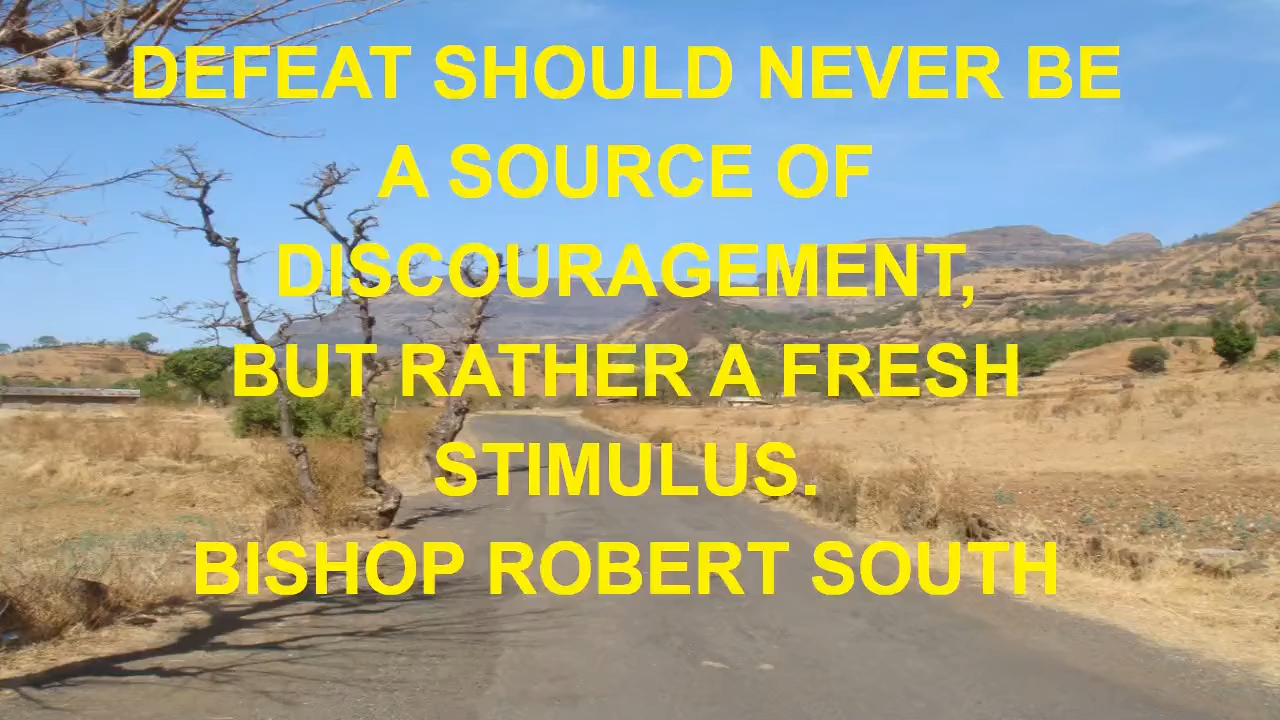 DEFEAT SHOULD NEVER BE
A SOURCE OF
DISCOURAGEMENT,
BUT RATHER A FRESH
STIMULUS.
BISHOP ROBERT SOUTH